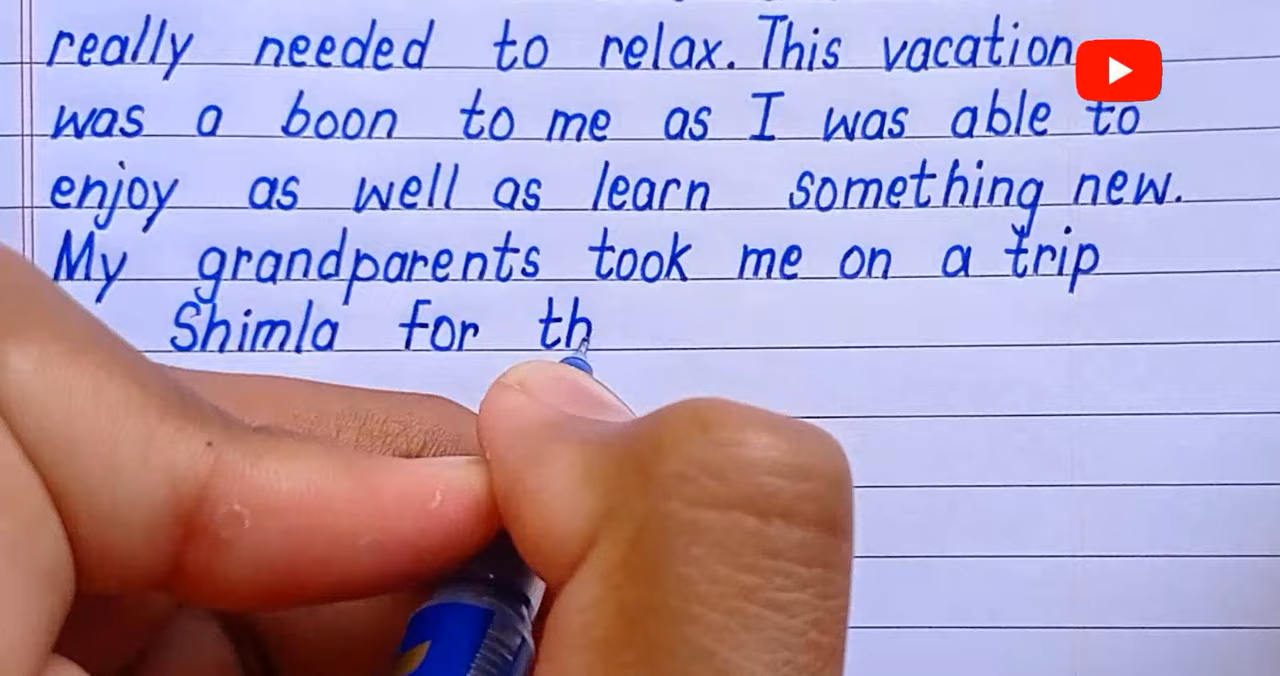 really needed to relax. This vacation
was a boon to me as I was able to
enjoy as well as learn something new.
My grandparents took me on a trip
Shimla for th